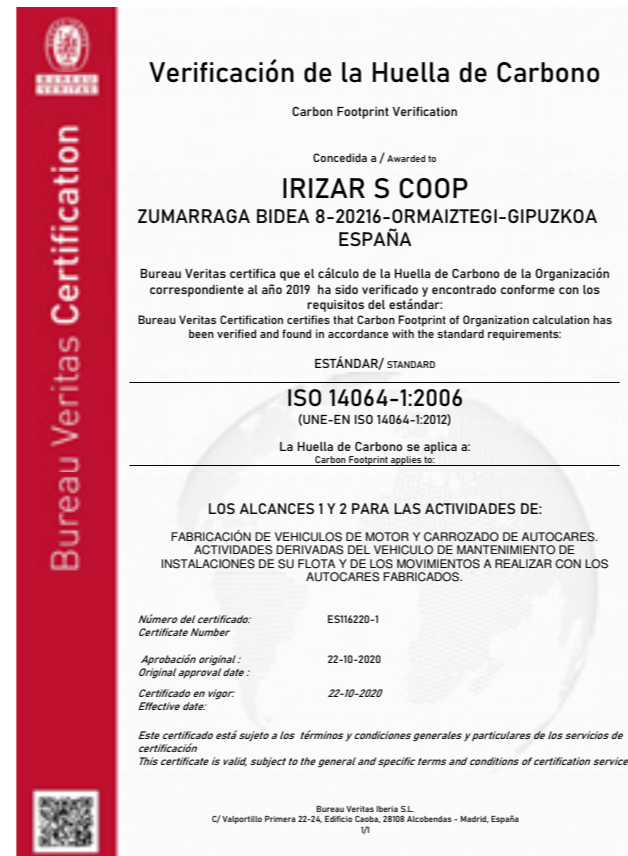 BUREAU
VERITAS
Bureau Veritas Certification
Verificación de la Huella de Carbono
Carbon Footprint Verification
Concedida a / Awarded to
IRIZAR S COOP
ZUMARRAGA BIDEA 8-20216-ORMAIZTEGI-GIPUZKOA
ESPAÑA
Bureau Veritas certifica que el cálculo de la Huella de Carbono de la Organización
correspondiente al año 2019 ha sido verificado y encontrado conforme con los
requisitos del estándar:
Bureau Veritas Certification certifies that Carbon Footprint of Organization calculation has
been verified and found in accordance with the standard requirements:
ESTÁNDAR/ STANDARD
ISO 14064-1:2006
(UNE-EN ISO 14064-1:2012)
La Huella de Carbono se aplica a:
Carbon Footprint applies to:
LOS ALCANCES 1 Y 2 PARA LAS ACTIVIDADES DE:
FABRICACIÓN DE VEHICULOS DE MOTOR Y CARROZADO DE AUTOCARES.
ACTIVIDADES DERIVADAS DEL VEHICULO DE MANTENIMIENTO DE
INSTALACIONES DE SU FLOTA Y DE LOS MOVIMIENTOS A REALIZAR CON LOS
AUTOCARES FABRICADOS.
Número del certificado: ES116220-1
Certificate Number
Aprobación original : 22-10-2020
Original approval date :
Certificado en vigor: 22-10-2020
Effective date:
Este certificado está sujeto a los términos y condiciones generales y particulares de los servicios de
certificación
This certificate is valid, subject to the general and specific terms and conditions of certification service
Bureau Veritas Iberia S.L.
C/ Valportillo Primera 22-24, Edificio Caoba, 28108 Alcobendas - Madrid, España
1/1